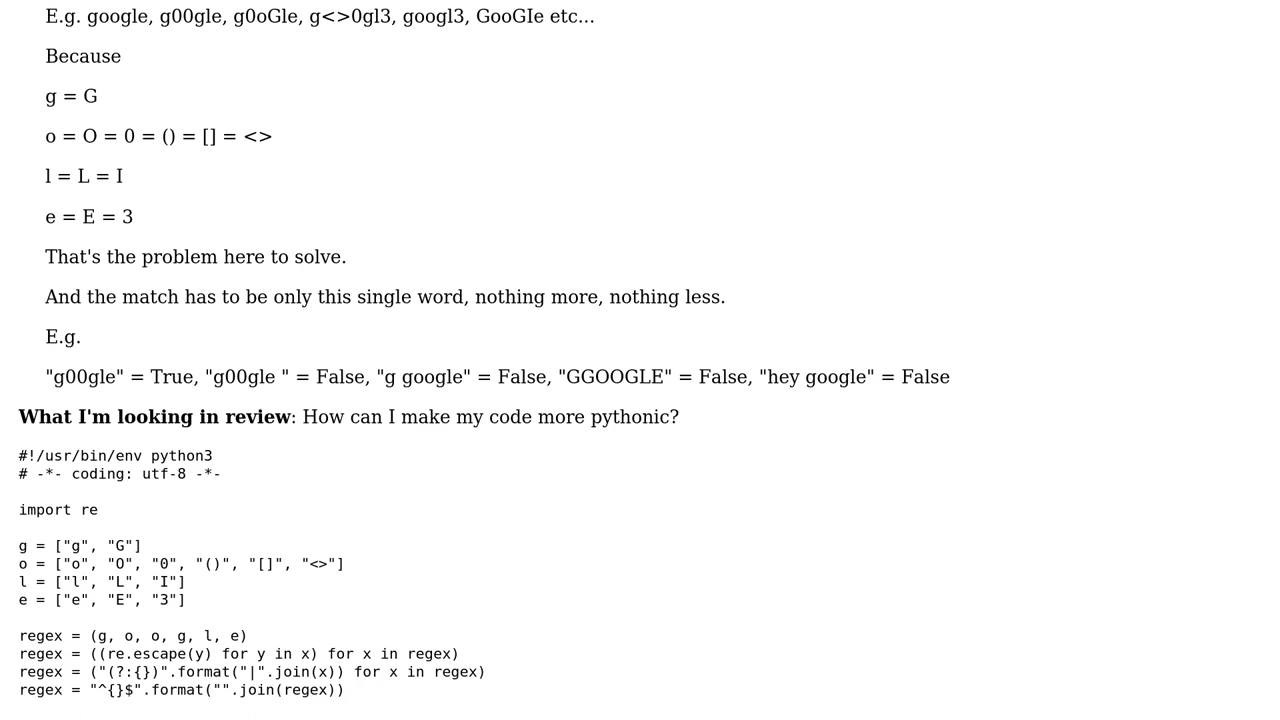 E.g. google, g00gle, g0oGle, g<>0gl3, googl3, GooGIe etc...
Because
g = G
o = O = 0 = () = [] = <>
l = L = I
e = E = 3
That's the problem here to solve.
And the match has to be only this single word, nothing more, nothing less.
E.g.
"g00gle" = True, "g00gle " = False, "g google" = False, "GGOOGLE" = False, "hey google" = False
What I'm looking in review: How can I make my code more pythonic?
#!/usr/bin/env python3
# -*- coding: utf-8 -*-
import re
g = ["g", "G"]
o = ["o", "O", "0", "()", "[]", "<>"]
l = ["l", "L", "I"]
e = ["e", "E", "3"]
regex = (g, o, o, g, l, e)
regex = ((re.escape(y) for y in x) for x in regex)
regex = ("(?:{})".format("|".join(x)) for x in regex)
regex = "^{}$".format("".join(regex))